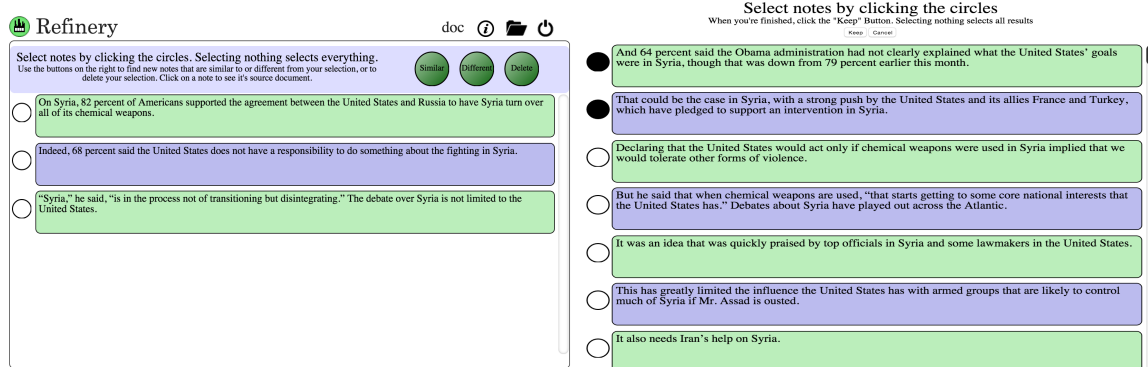 Refinery
doc
Select notes by clicking the circles. Selecting nothing selects everything.
Use the buttons on the right to find new notes that are similar to or different from your selection, or to
delete your selection. Click on a note to see it's source document.
Similar
Different
Delete
On Syria, 82 percent of Americans supported the agreement between the United States and Russia to have Syria turn over
all of its chemical weapons.
Indeed, 68 percent said the United States does not have a responsibility to do something about the fighting in Syria.
“Syria,” he said, “is in the process not of transitioning but disintegrating.” The debate over Syria is not limited to the
United States.
Select notes by clicking the circles
When you're finished, click the "Keep" Button. Selecting nothing selects all results
Keep
Cancel
And 64 percent said the Obama administration had not clearly explained what the United States’ goals
were in Syria, though that was down from 79 percent earlier this month.
That could be the case in Syria, with a strong push by the United States and its allies France and Turkey,
which have pledged to support an intervention in Syria.
Declaring that the United States would act only if chemical weapons were used in Syria implied that we
would tolerate other forms of violence.
But he said that when chemical weapons are used, “that starts getting to some core national interests that
the United States has.” Debates about Syria have played out across the Atlantic.
It was an idea that was quickly praised by top officials in Syria and some lawmakers in the United States.
This has greatly limited the influence the United States has with armed groups that are likely to control
much of Syria if Mr. Assad is ousted.
It also needs Iran’s help on Syria.